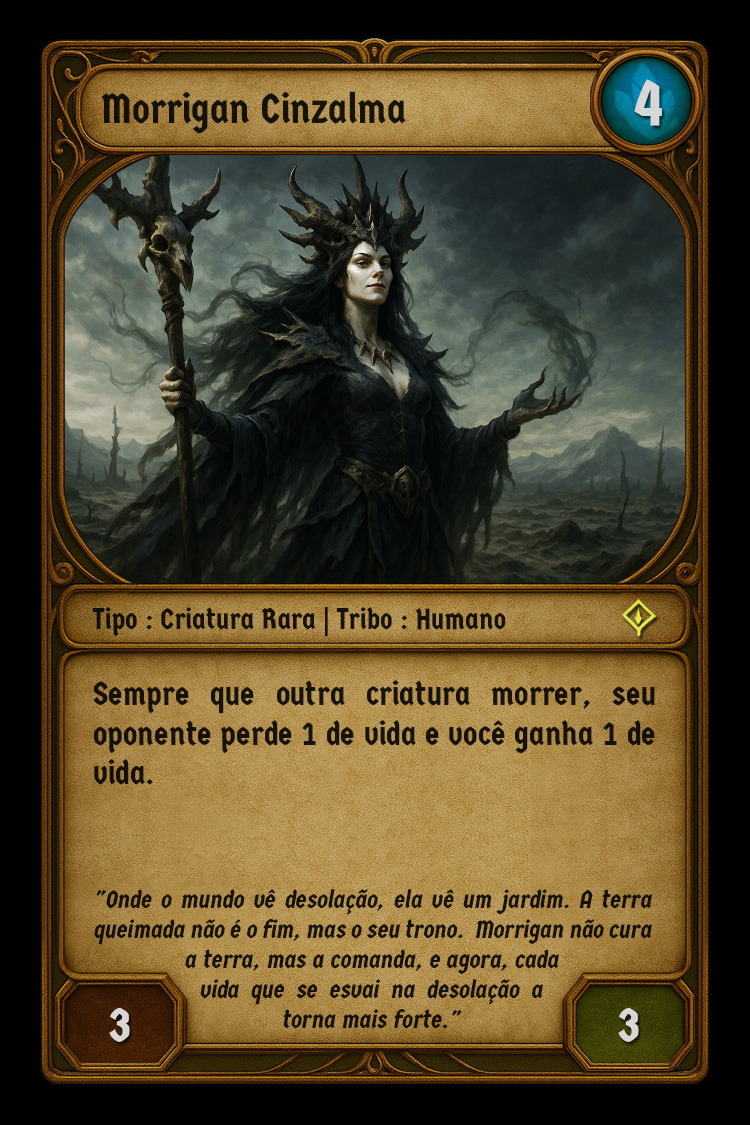 Morrigan Cinzalma
4
Tipo : Criatura Rara | Tribo : Humano
Sempre que outra criatura morrer, seu
oponente perde 1 de vida e você ganha 1 de
vida.
"Onde o mundo vê desolação, ela vê um jardim. A terra
queimada não é o fim, mas o seu trono. Morrigan não cura
a terra, mas a comanda, e agora, cada
vida que se esvai na desolação a
torna mais forte."
3
3